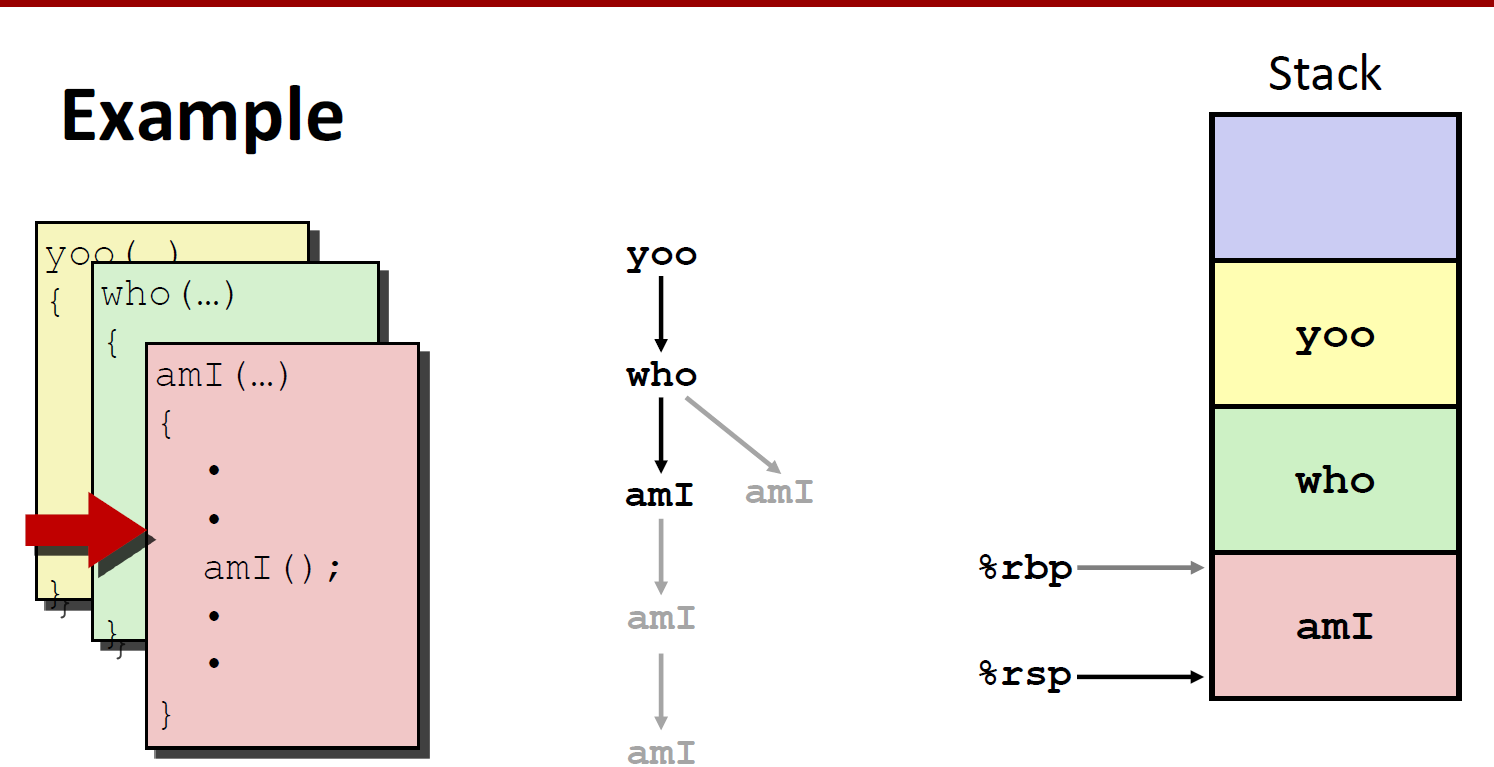 Example
Stack
yoo(…)
{
who(…)
{
amI(…)
{
•
•
amI();
•
•
}
}
}
}
}
yoo
who
amI
amI
amI
amI
yoo
who
amI
%rbp
%rsp